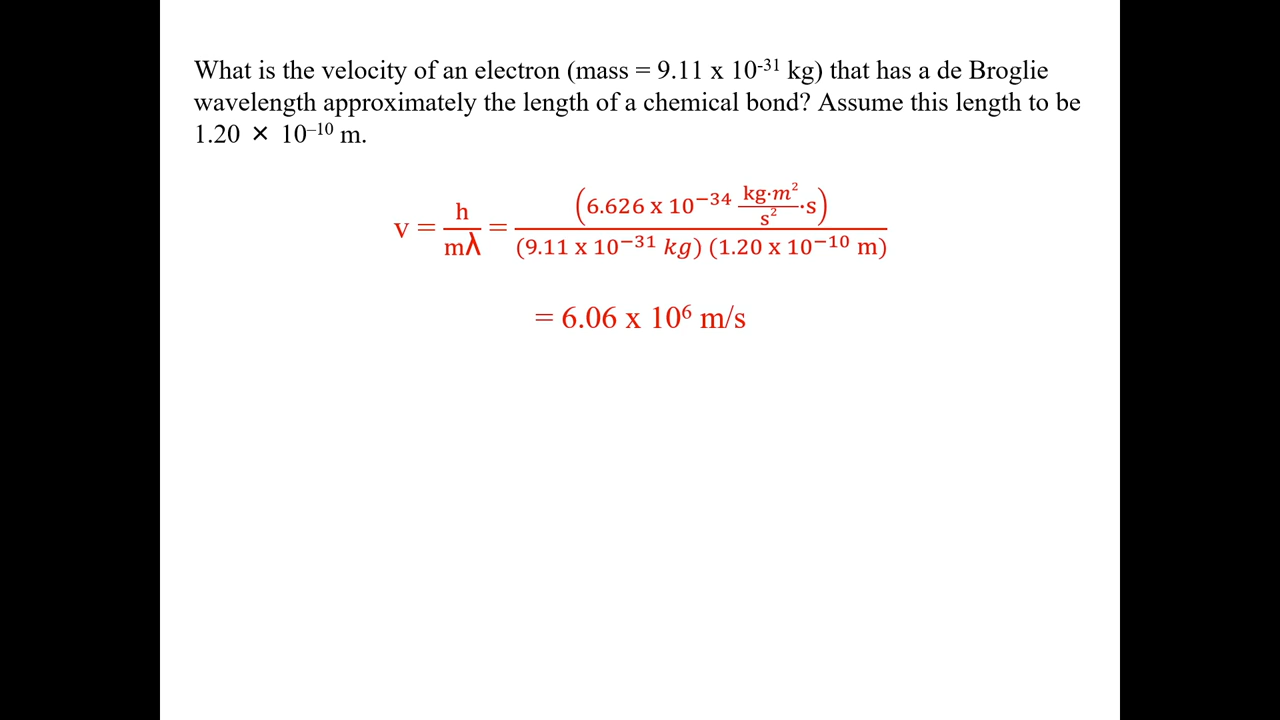 What is the velocity of an electron (mass = 9.11 x 10⁻³¹ kg) that has a de Broglie
wavelength approximately the length of a chemical bond? Assume this length to be
1.20 × 10⁻¹⁰ m.
v = h/mλ = (6.626 x 10⁻³⁴ kg·m²/s² ·s) / (9.11 x 10⁻³¹ kg) (1.20 x 10⁻¹⁰ m)
= 6.06 x 10⁶ m/s